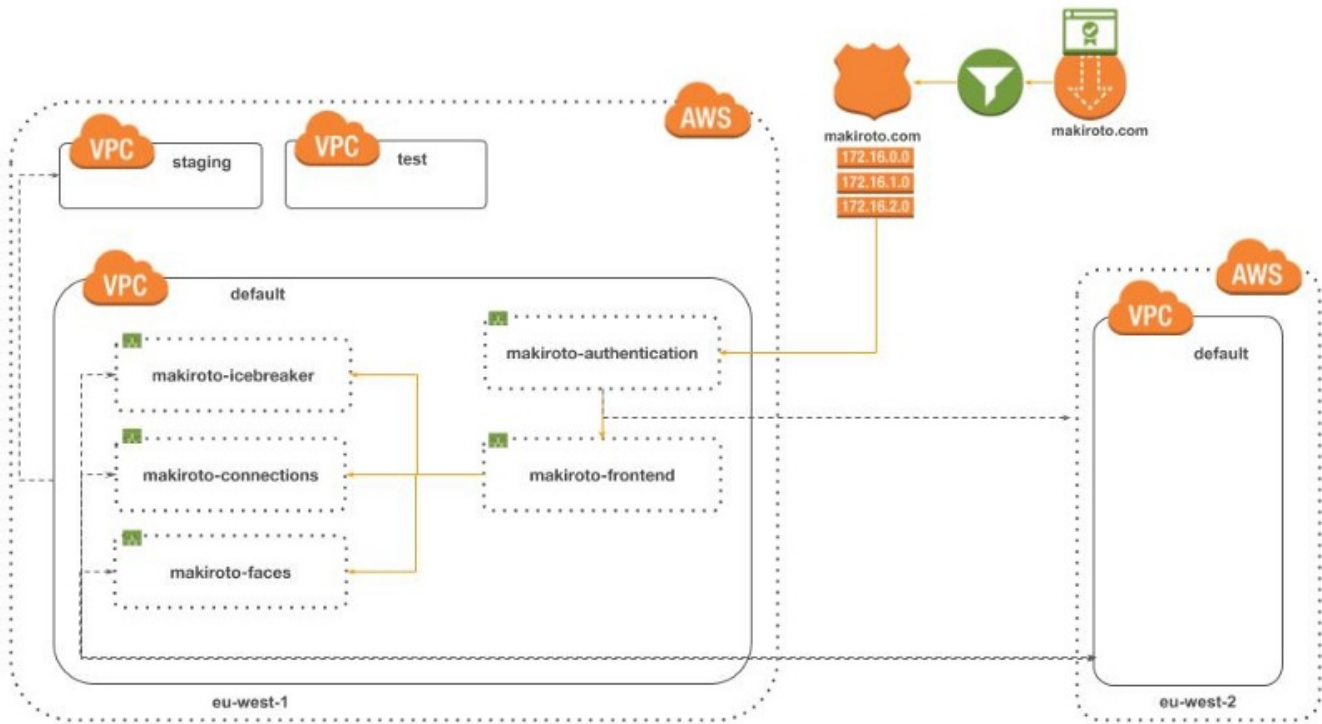 makiroto.com
makiroto.com
172.16.0.0
172.16.1.0
172.16.2.0
AWS
VPC
staging
VPC
test
VPC
default
makiroto-icebreaker
makiroto-authentication
makiroto-connections
makiroto-frontend
makiroto-faces
eu-west-1
AWS
VPC
default
eu-west-2